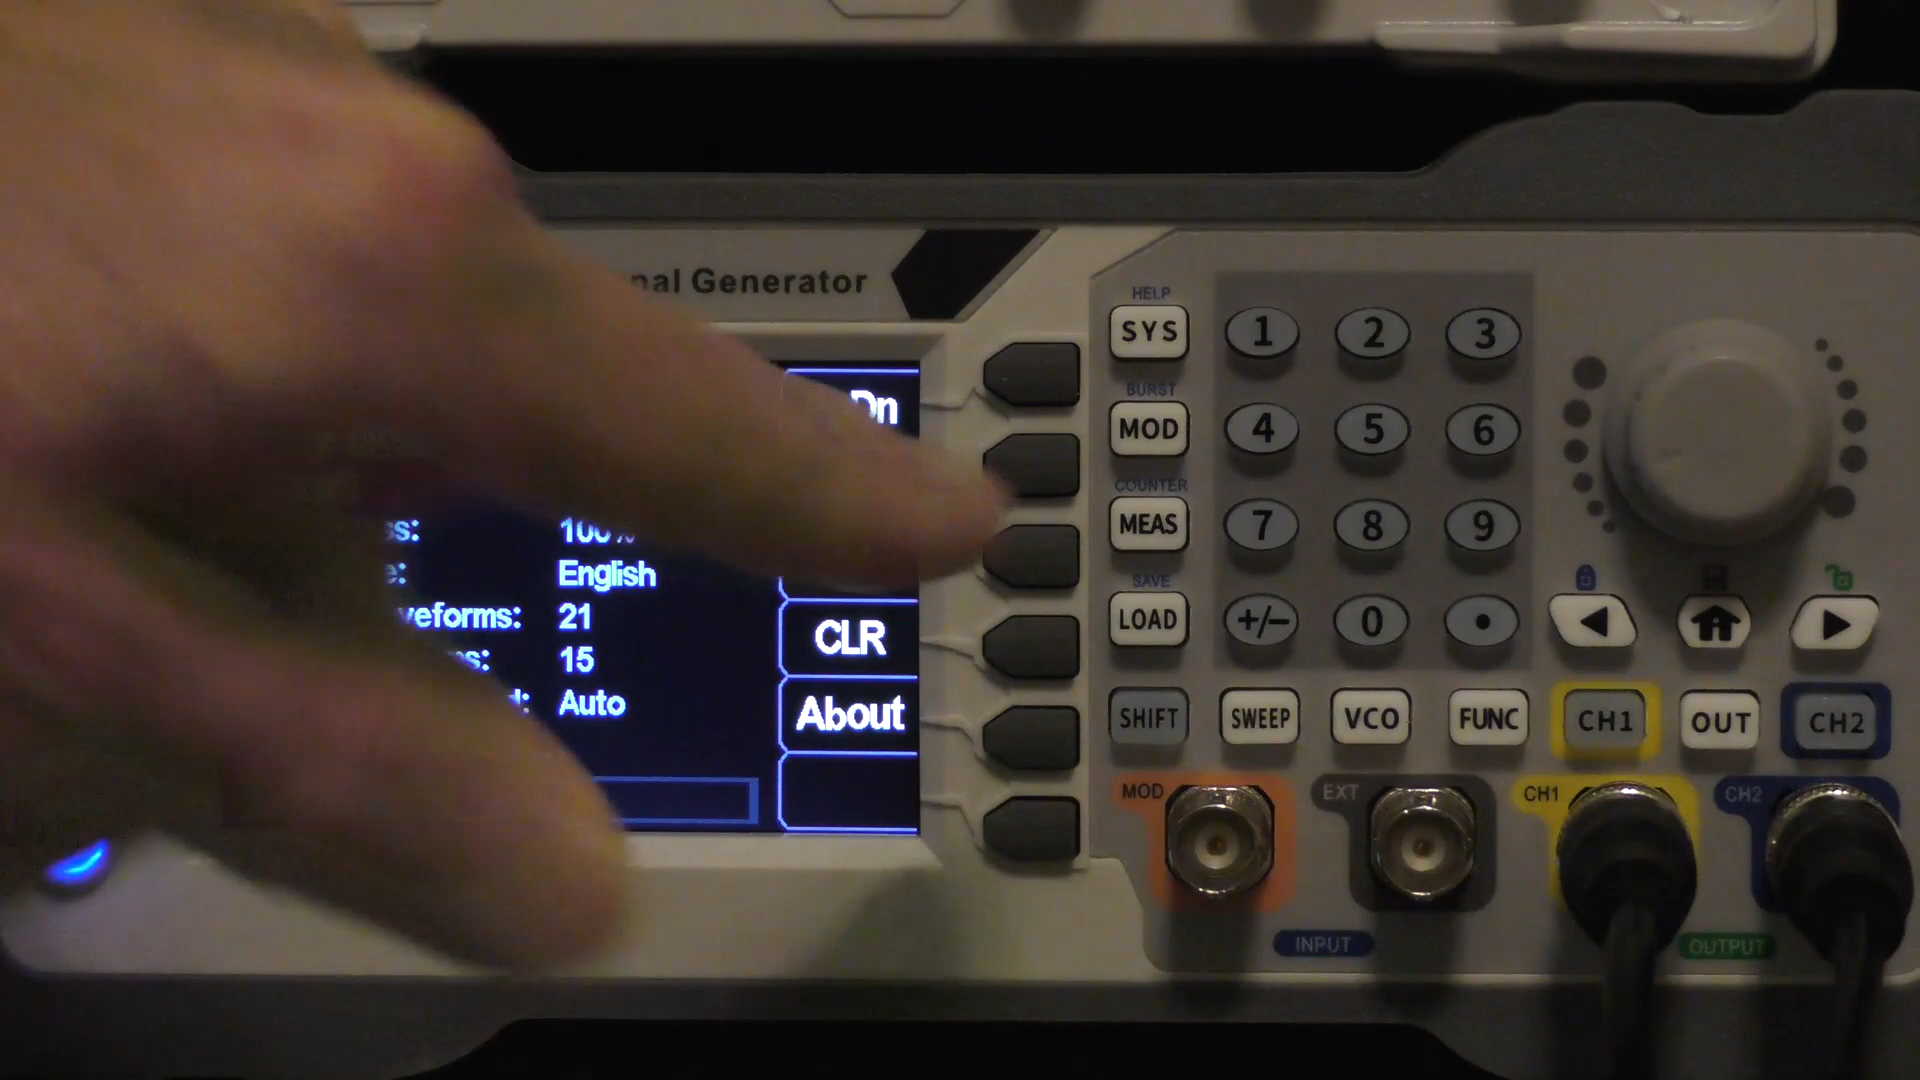 Generator
HELP
SYS
1 2 3
BURST
MOD
4 5 6
COUNTER
MEAS
7 8 9
SAVE
LOAD
+/- 0 •
100%
English
21
CLR
15
Auto
About
SHIFT SWEEP VCO FUNC CH1 OUT CH2
MOD EXT CH1 CH2
INPUT OUTPUT